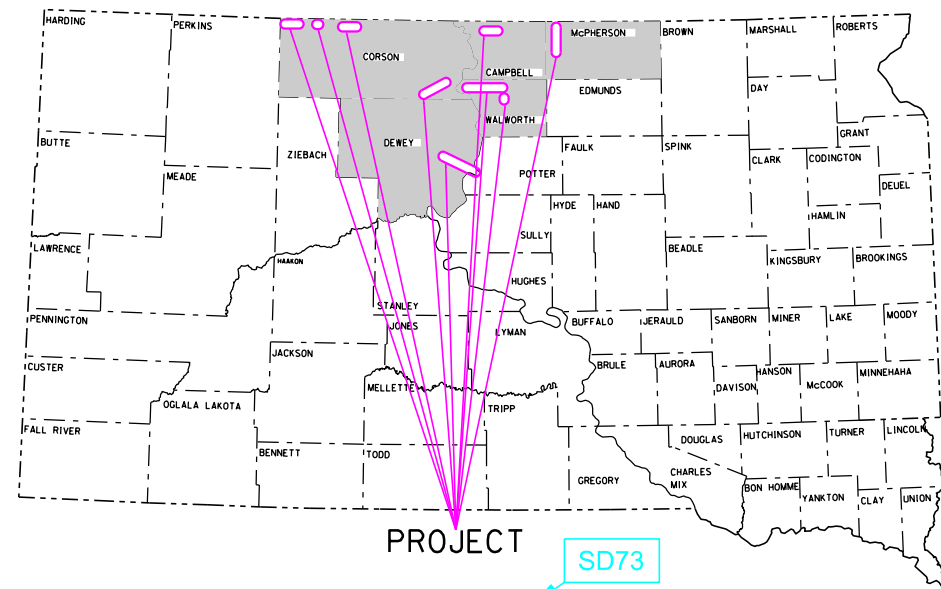 HARDING
PERKINS
CORSON
McPHERSON
BROWN
MARSHALL
ROBERTS
CAMPBELL
EDMUNDS
DAY
WALWORTH
GRANT
BUTTE
ZIEBACH
DEWEY
FAULK
SPINK
CLARK
CODINGTON
MEADE
POTTER
DEUEL
HYDE
HAND
HAMLIN
LAWRENCE
SULLY
BEADLE
KINGSBURY
BROOKINGS
HAAKON
HUGHES
STANLEY
PENNINGTON
JONES
LYMAN
BUFFALO
JERAULD
SANBORN
MINER
LAKE
MOODY
JACKSON
CUSTER
BRULE
AURORA
HANSON
MINNEHAHA
DAVISON
McCOOK
MELLETTE
OGLALA LAKOTA
TRIPP
FALL RIVER
DOUGLAS
HUTCHINSON
TURNER
LINCOLN
BENNETT
TODD
GREGORY
CHARLES
MIX
BON HOMME
YANKTON
CLAY
UNION
PROJECT
SD73